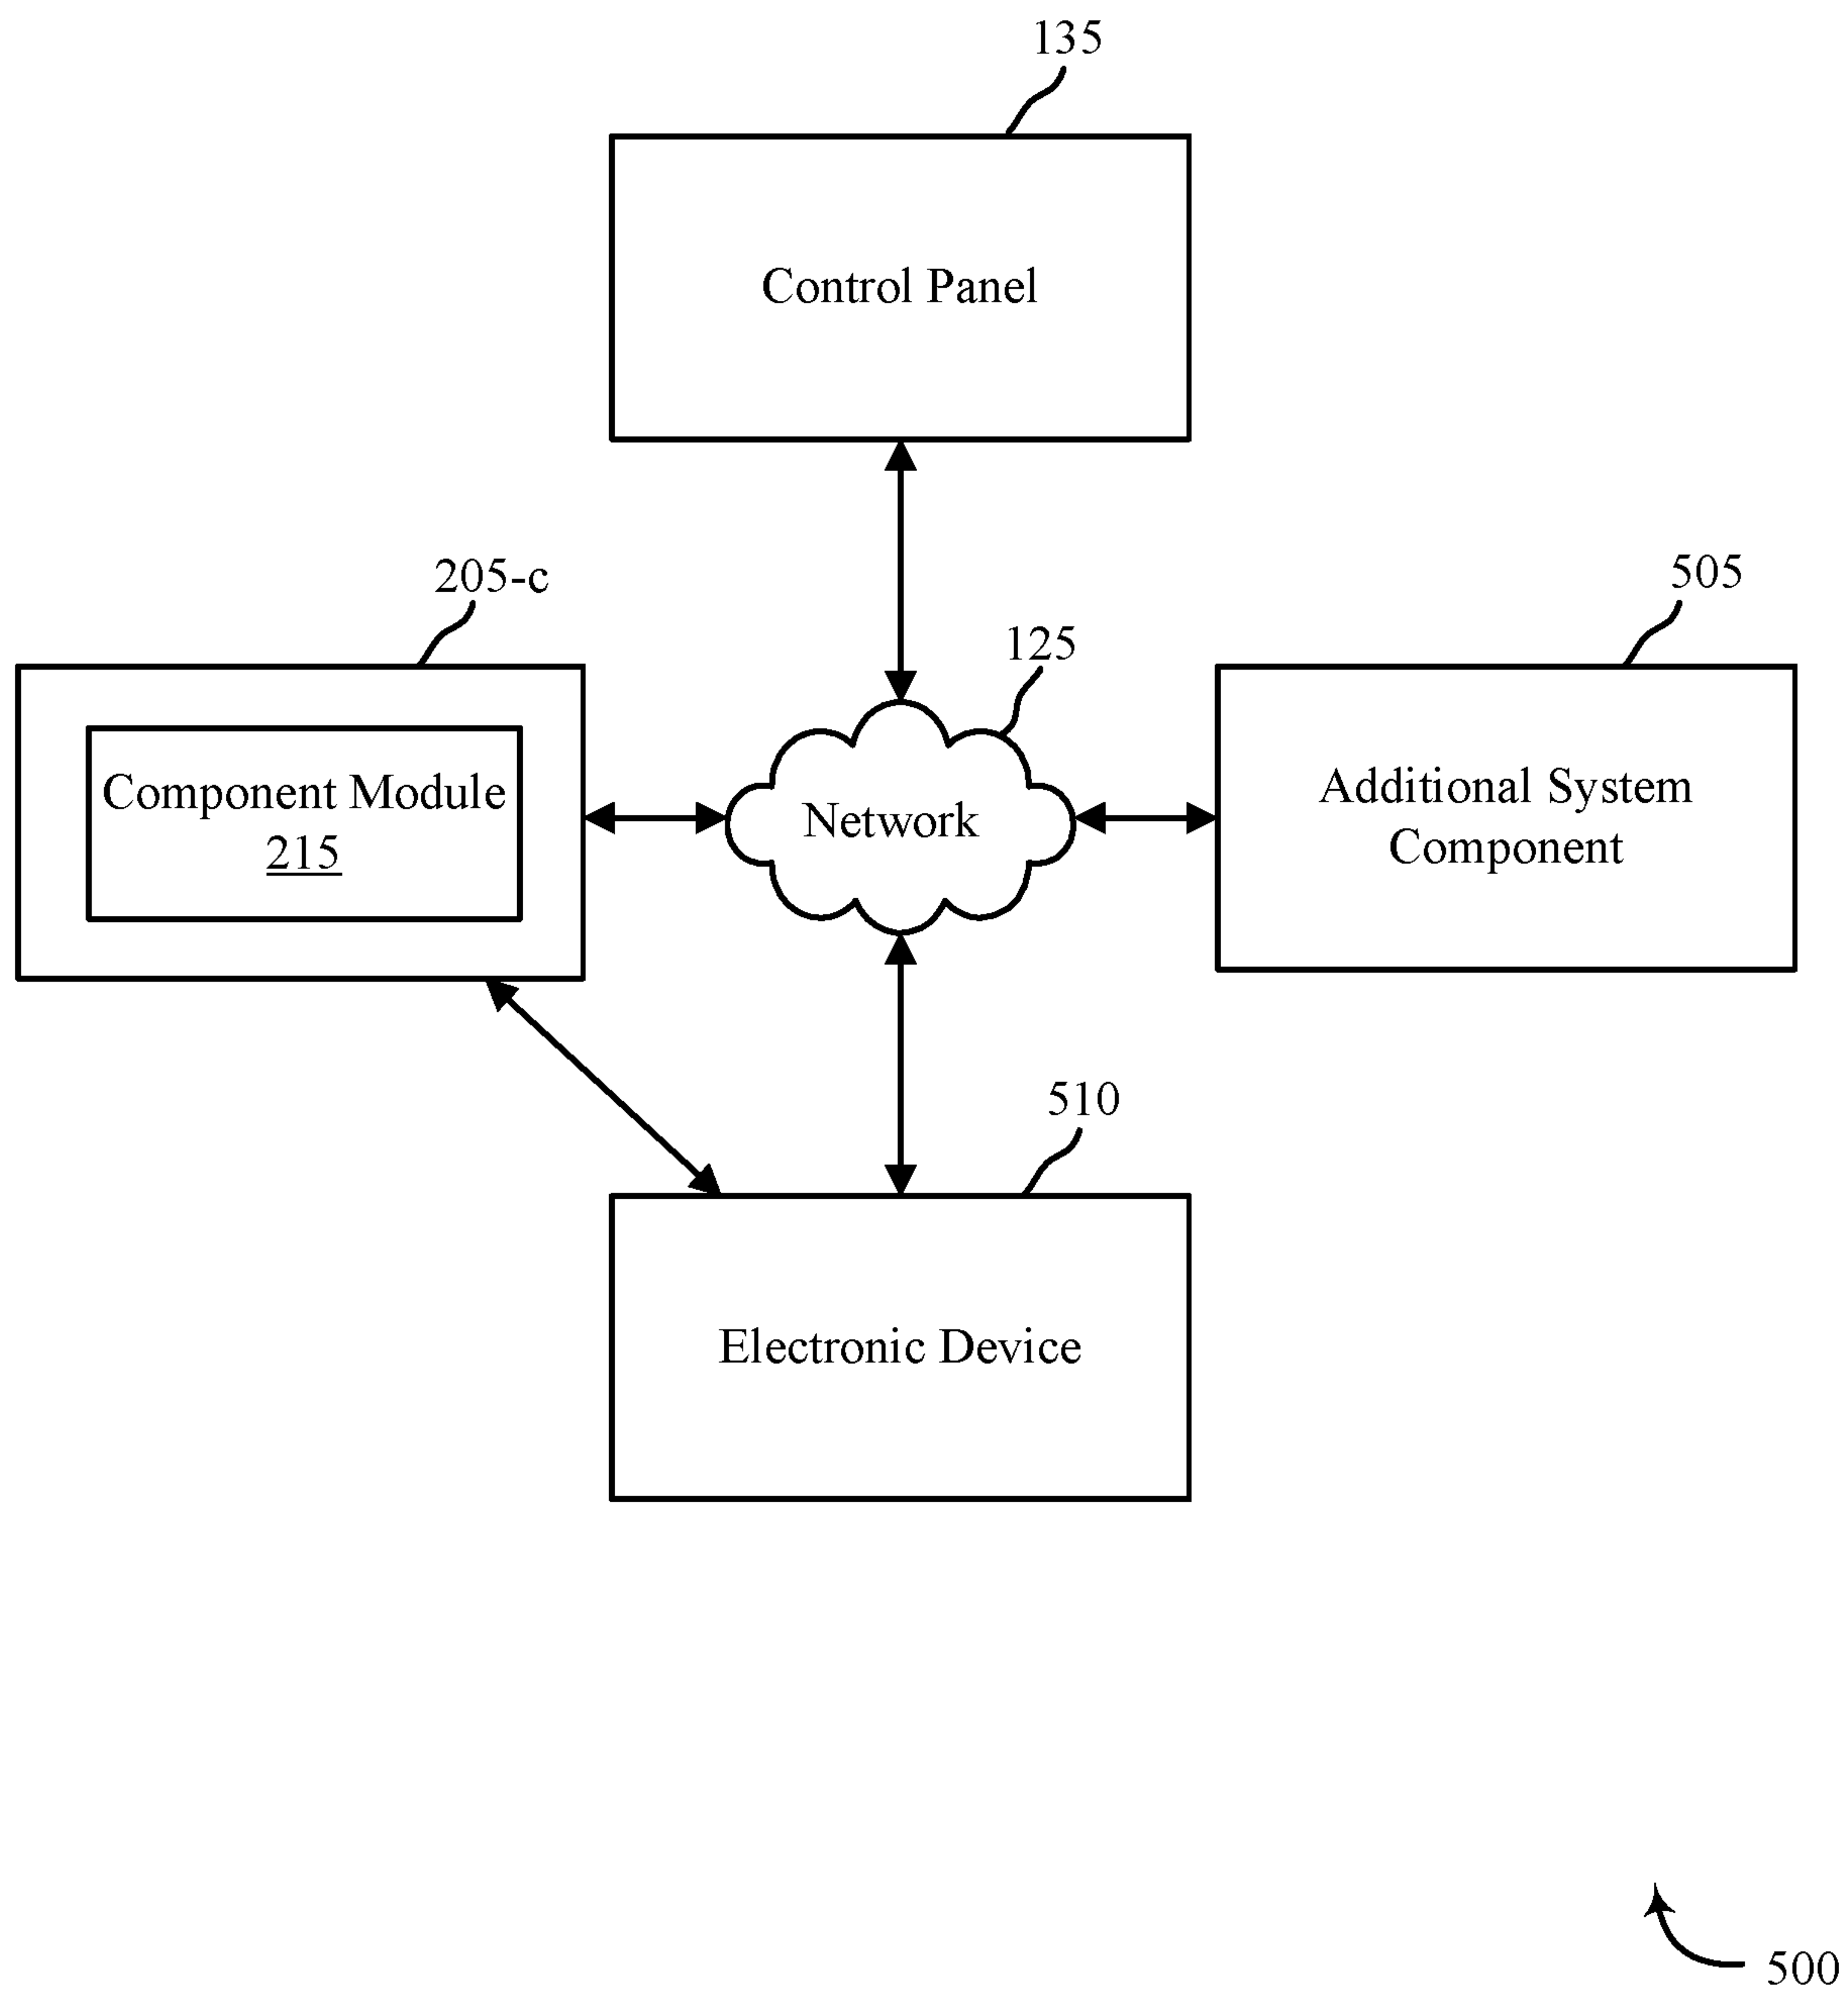 135
Control Panel
205-c
505
125
Component Module
215
Network
Additional System
Component
510
Electronic Device
500